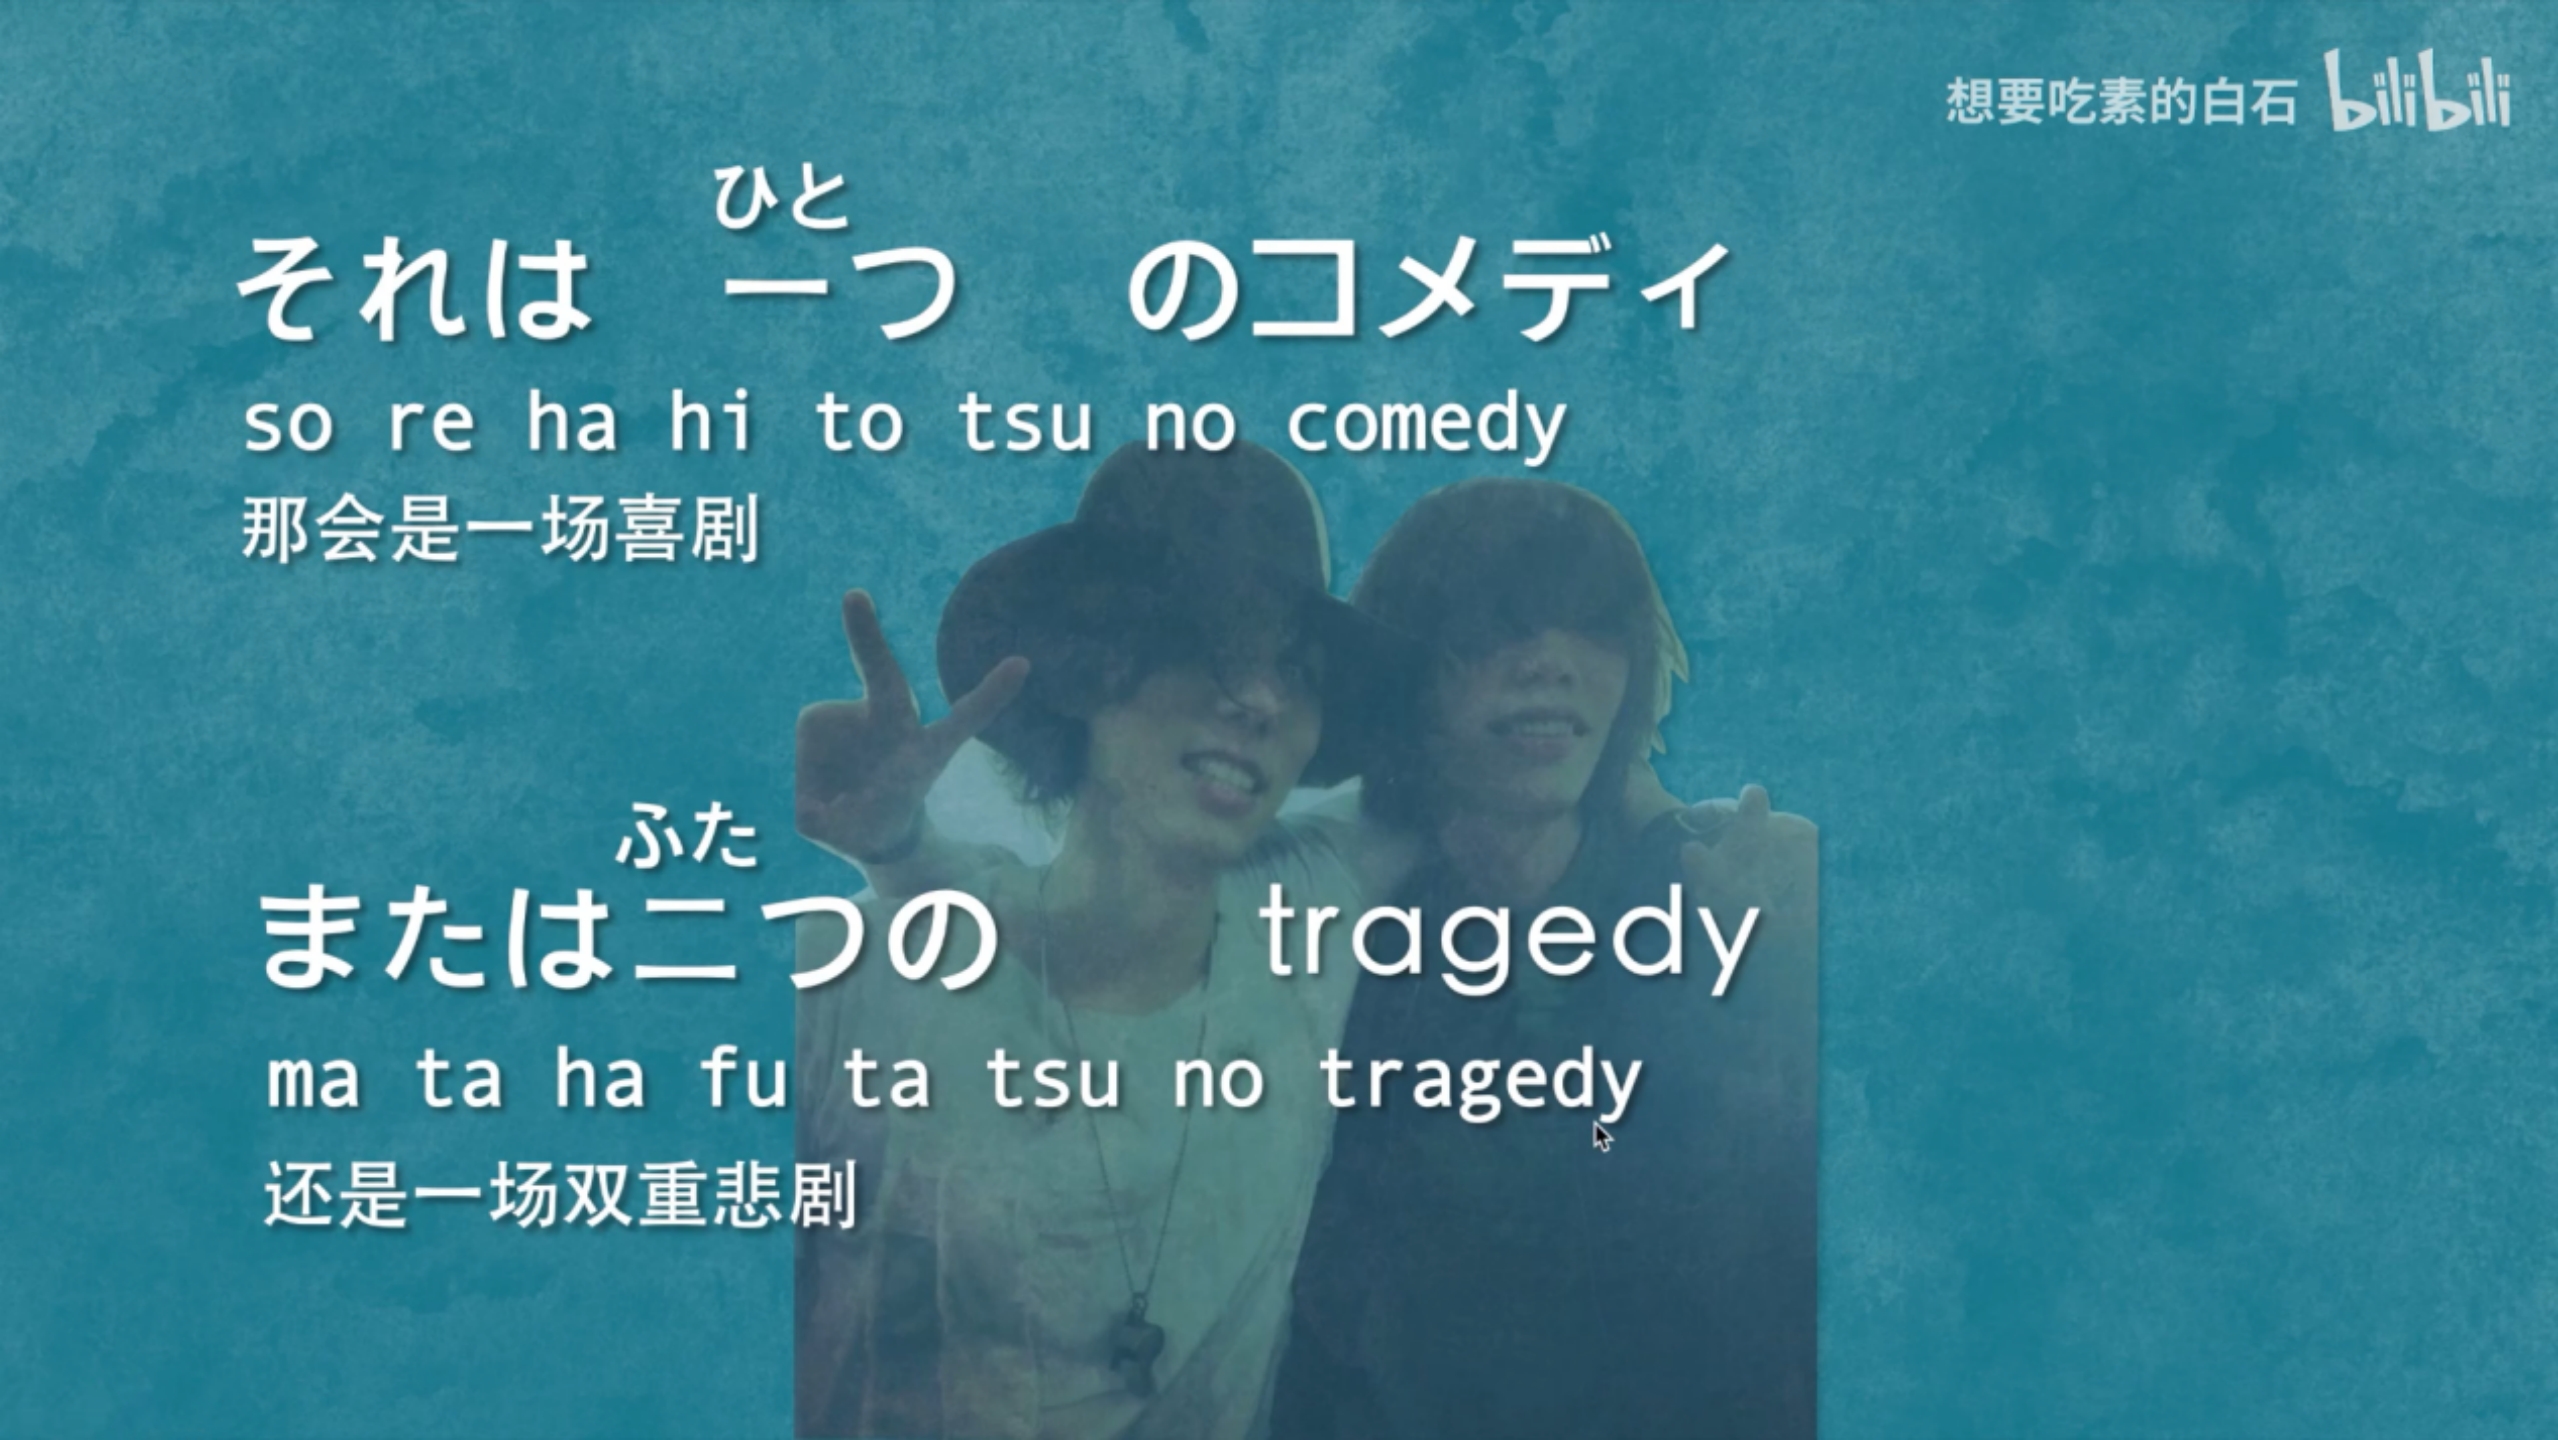 想要吃素的白石 bilibili
ひと
それは 一つ のコメディ
so re ha hi to tsu no comedy
那会是一场喜剧
ふた
または二つの tragedy
ma ta ha fu ta tsu no tragedy
还是一场双重悲剧